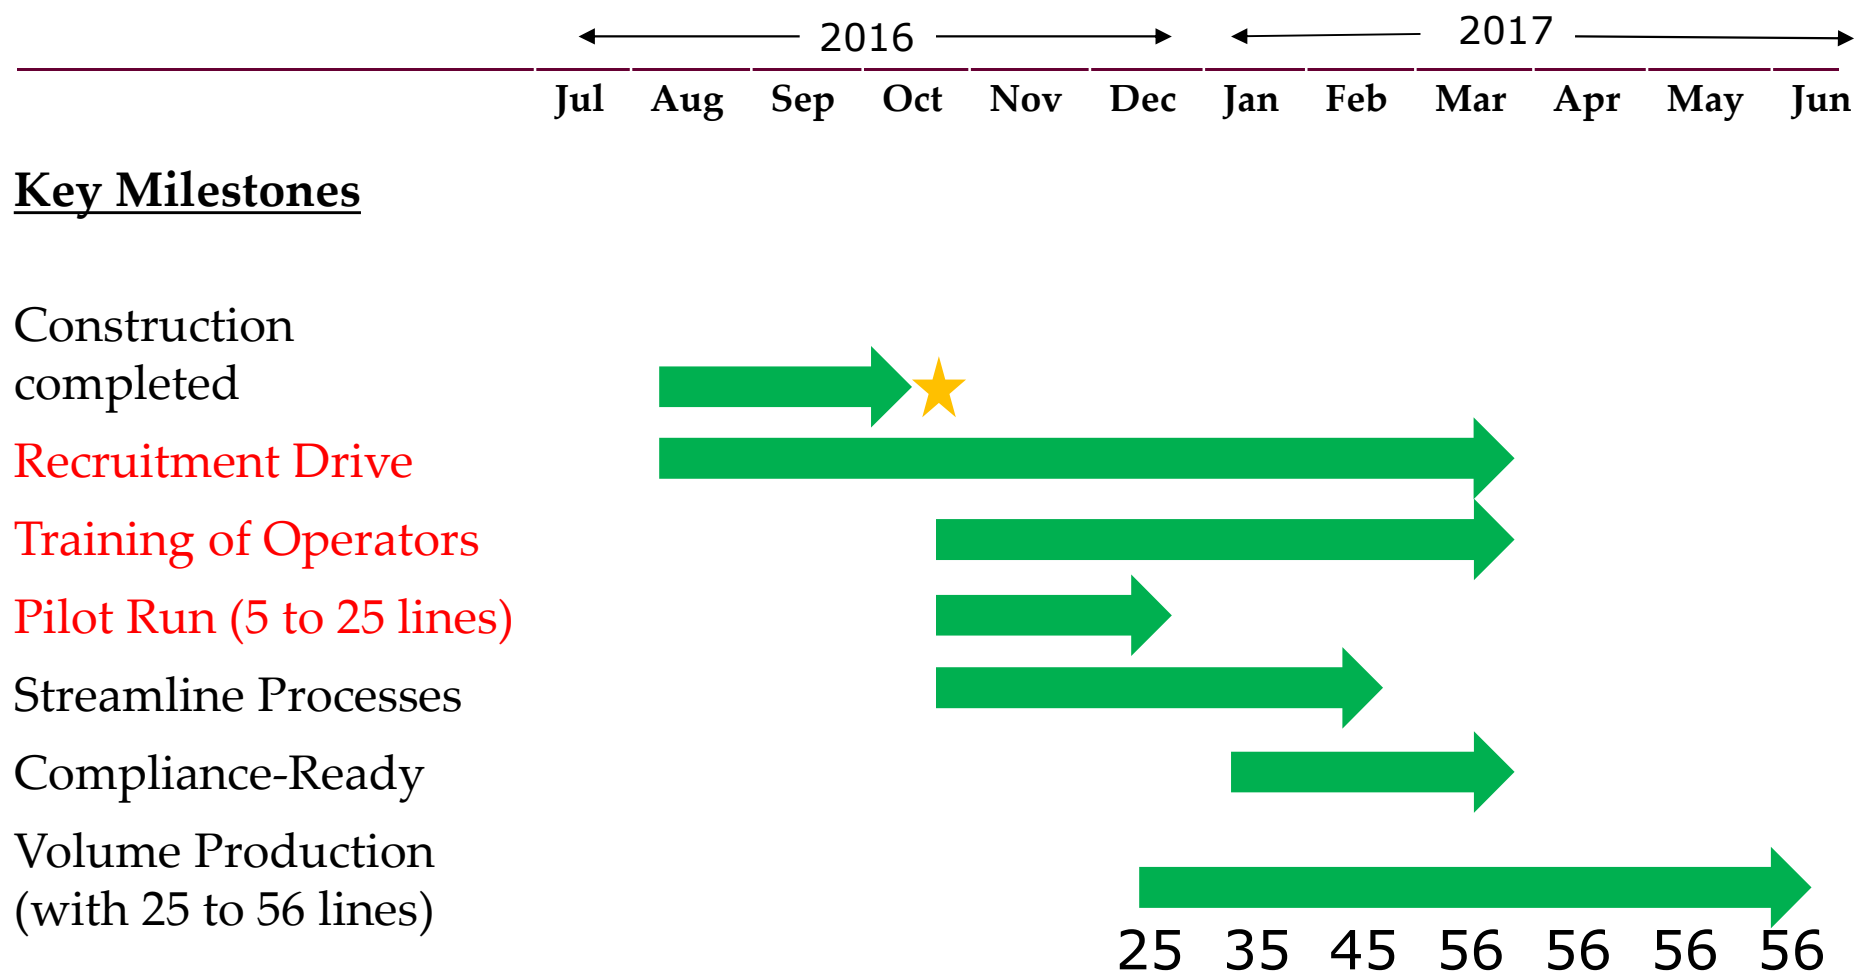 2016 2017
Jul Aug Sep Oct Nov Dec Jan Feb Mar Apr May Jun
Key Milestones
Construction
completed
Recruitment Drive
Training of Operators
Pilot Run (5 to 25 lines)
Streamline Processes
Compliance-Ready
Volume Production
(with 25 to 56 lines)
25 35 45 56 56 56 56